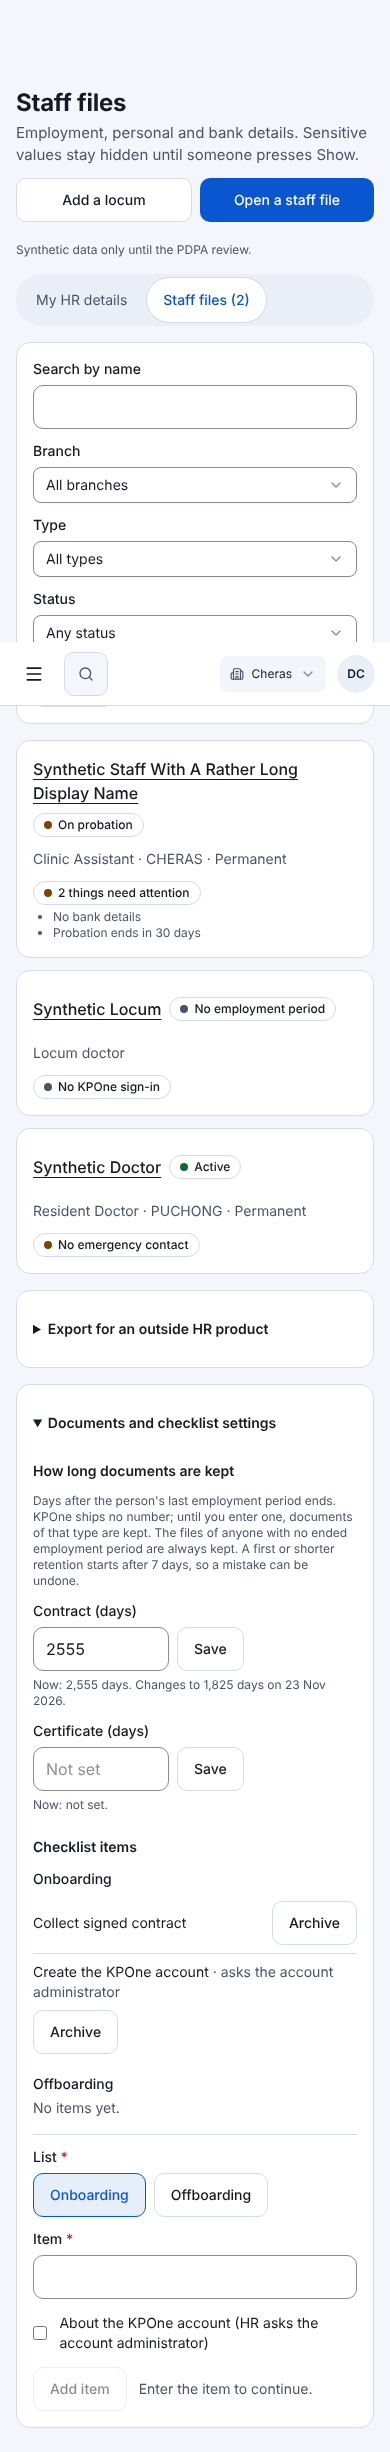 Staff files
Employment, personal and bank details. Sensitive
values stay hidden until someone presses Show.
Add a locum
Open a staff file
Synthetic data only until the PDPA review.
My HR details
Staff files (2)
Search by name
Branch
All branches
Type
All types
Status
Any status
Cheras
DC
Synthetic Staff With A Rather Long
Display Name
On probation
Clinic Assistant · CHERAS · Permanent
2 things need attention
• No bank details
• Probation ends in 30 days
Synthetic Locum
No employment period
Locum doctor
No KPOne sign-in
Synthetic Doctor
Active
Resident Doctor · PUCHONG · Permanent
No emergency contact
Export for an outside HR product
Documents and checklist settings
How long documents are kept
Days after the person's last employment period ends.
KPOne ships no number; until you enter one, documents
of that type are kept. The files of anyone with no ended
employment period are always kept. A first or shorter
retention starts after 7 days, so a mistake can be
undone.
Contract (days)
2555
Save
Now: 2,555 days. Changes to 1,825 days on 23 Nov
2026.
Certificate (days)
Not set
Save
Now: not set.
Checklist items
Onboarding
Collect signed contract
Archive
Create the KPOne account · asks the account
administrator
Archive
Offboarding
No items yet.
List *
Onboarding
Offboarding
Item *
About the KPOne account (HR asks the
account administrator)
Add item
Enter the item to continue.